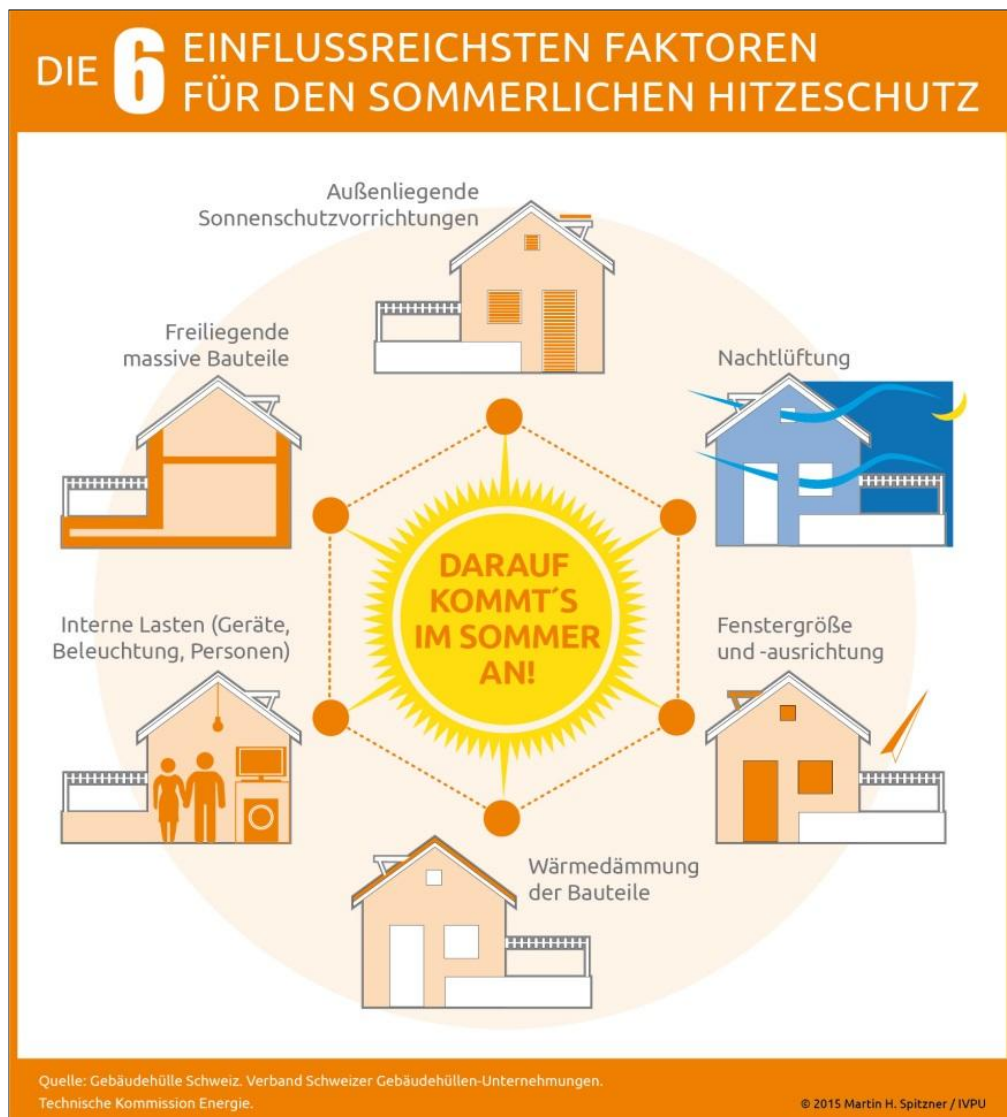 DIE 6 EINFLUSSREICHSTEN FAKTOREN
FÜR DEN SOMMERLICHEN HITZESCHUTZ
Außenliegende
Sonnenschutzvorrichtungen
Freiliegende
massive Bauteile
Nachtlüftung
DARAUF
KOMMT´S
IM SOMMER
AN!
Interne Lasten (Geräte,
Beleuchtung, Personen)
Fenstergröße
und -ausrichtung
Wärmedämmung
der Bauteile
Quelle: Gebäudehülle Schweiz. Verband Schweizer Gebäudehüllen-Unternehmungen.
Technische Kommission Energie.
© 2015 Martin H. Spitzner / IVPU